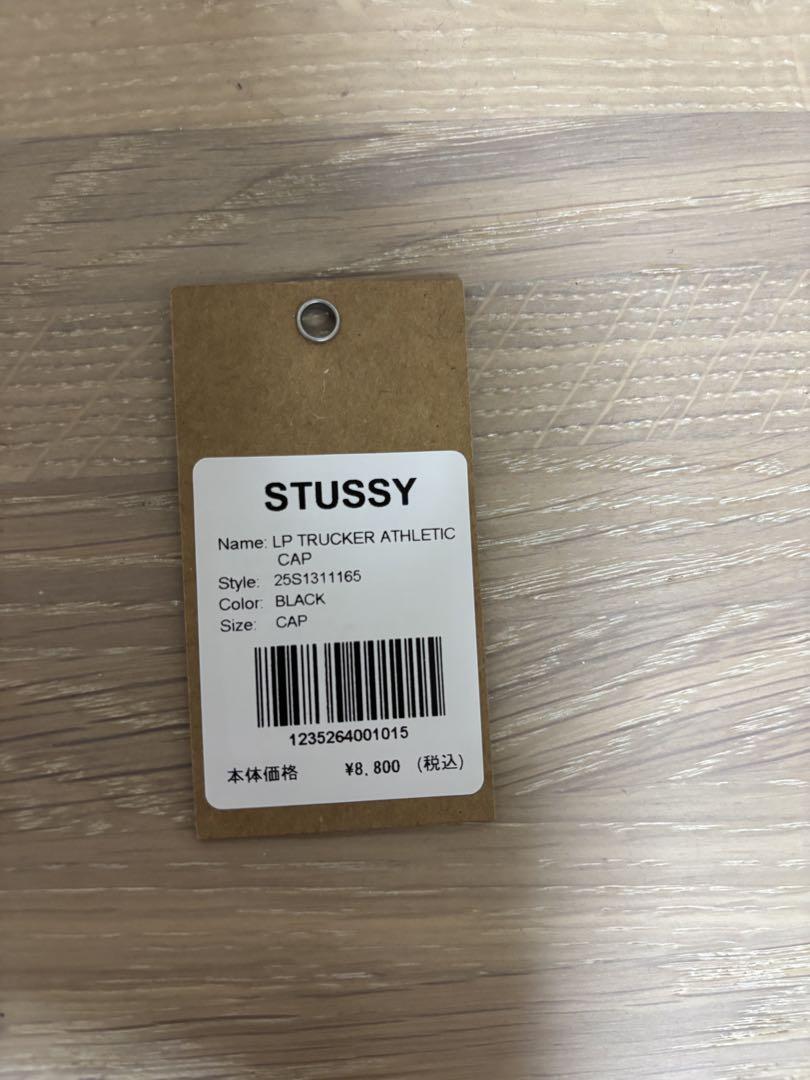 STUSSY
Name: LP TRUCKER ATHLETIC
CAP
Style: 25S1311165
Color: BLACK
Size: CAP
1235264001015
本体価格 ¥8,800 (税込)